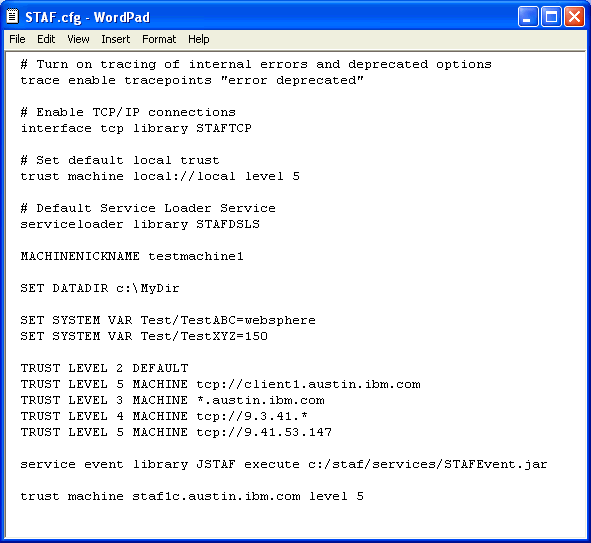 STAF.cfg - WordPad
File Edit View Insert Format Help
# Turn on tracing of internal errors and deprecated options
trace enable tracepoints "error deprecated"
# Enable TCP/IP connections
interface tcp library STAFTCP
# Set default local trust
trust machine local://local level 5
# Default Service Loader Service
serviceloader library STAFDSLS
MACHINENICKNAME testmachine1
SET DATADIR c:\MyDir
SET SYSTEM VAR Test/TestABC=websphere
SET SYSTEM VAR Test/TestXYZ=150
TRUST LEVEL 2 DEFAULT
TRUST LEVEL 5 MACHINE tcp://client1.austin.ibm.com
TRUST LEVEL 3 MACHINE *.austin.ibm.com
TRUST LEVEL 4 MACHINE tcp://9.3.41.*
TRUST LEVEL 5 MACHINE tcp://9.41.53.147
service event library JSTAF execute c:/staf/services/STAFEvent.jar
trust machine staf1c.austin.ibm.com level 5